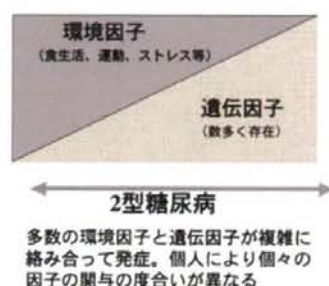 環境因子
(食生活、運動、ストレス等)
遺伝因子
(数多く存在)
2型糖尿病
多数の環境因子と遺伝因子が複雑に
絡み合って発症。個人により個々の
因子の関与の度合いが異なる